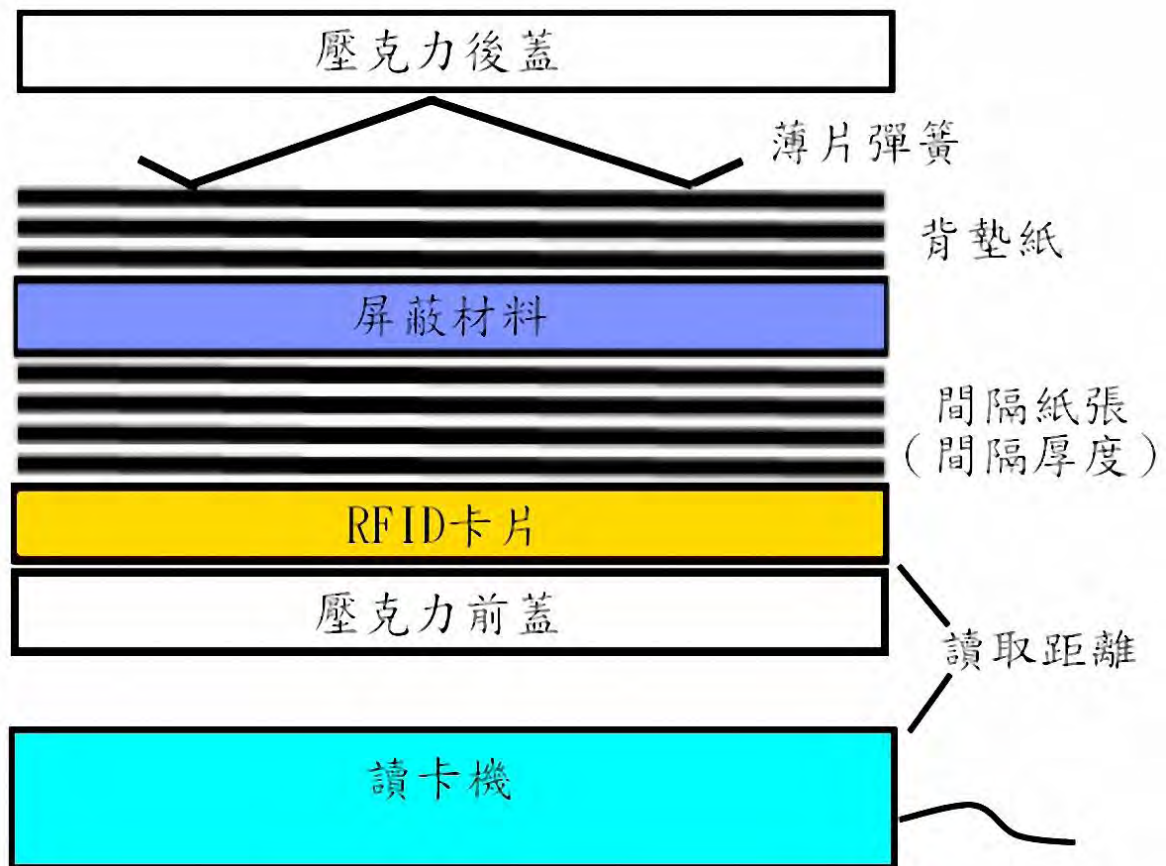 壓克力後蓋
薄片彈簧
背墊紙
屏蔽材料
間隔紙張
(間隔厚度)
RFID卡片
壓克力前蓋
讀取距離
讀卡機